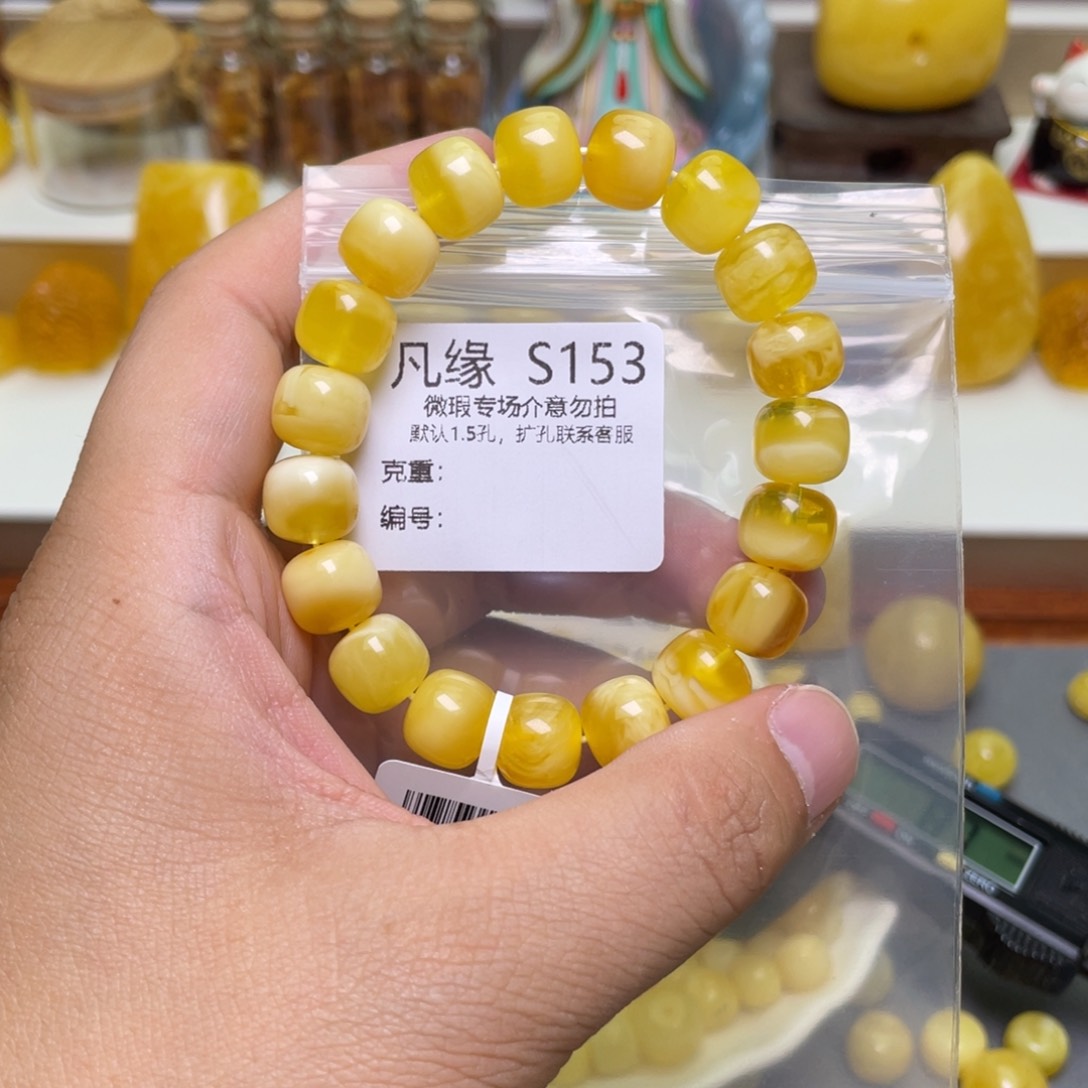 凡缘 S153
微瑕专场介意勿拍
默认1.5孔，扩孔联系客服
克重：
编号：
ZERO